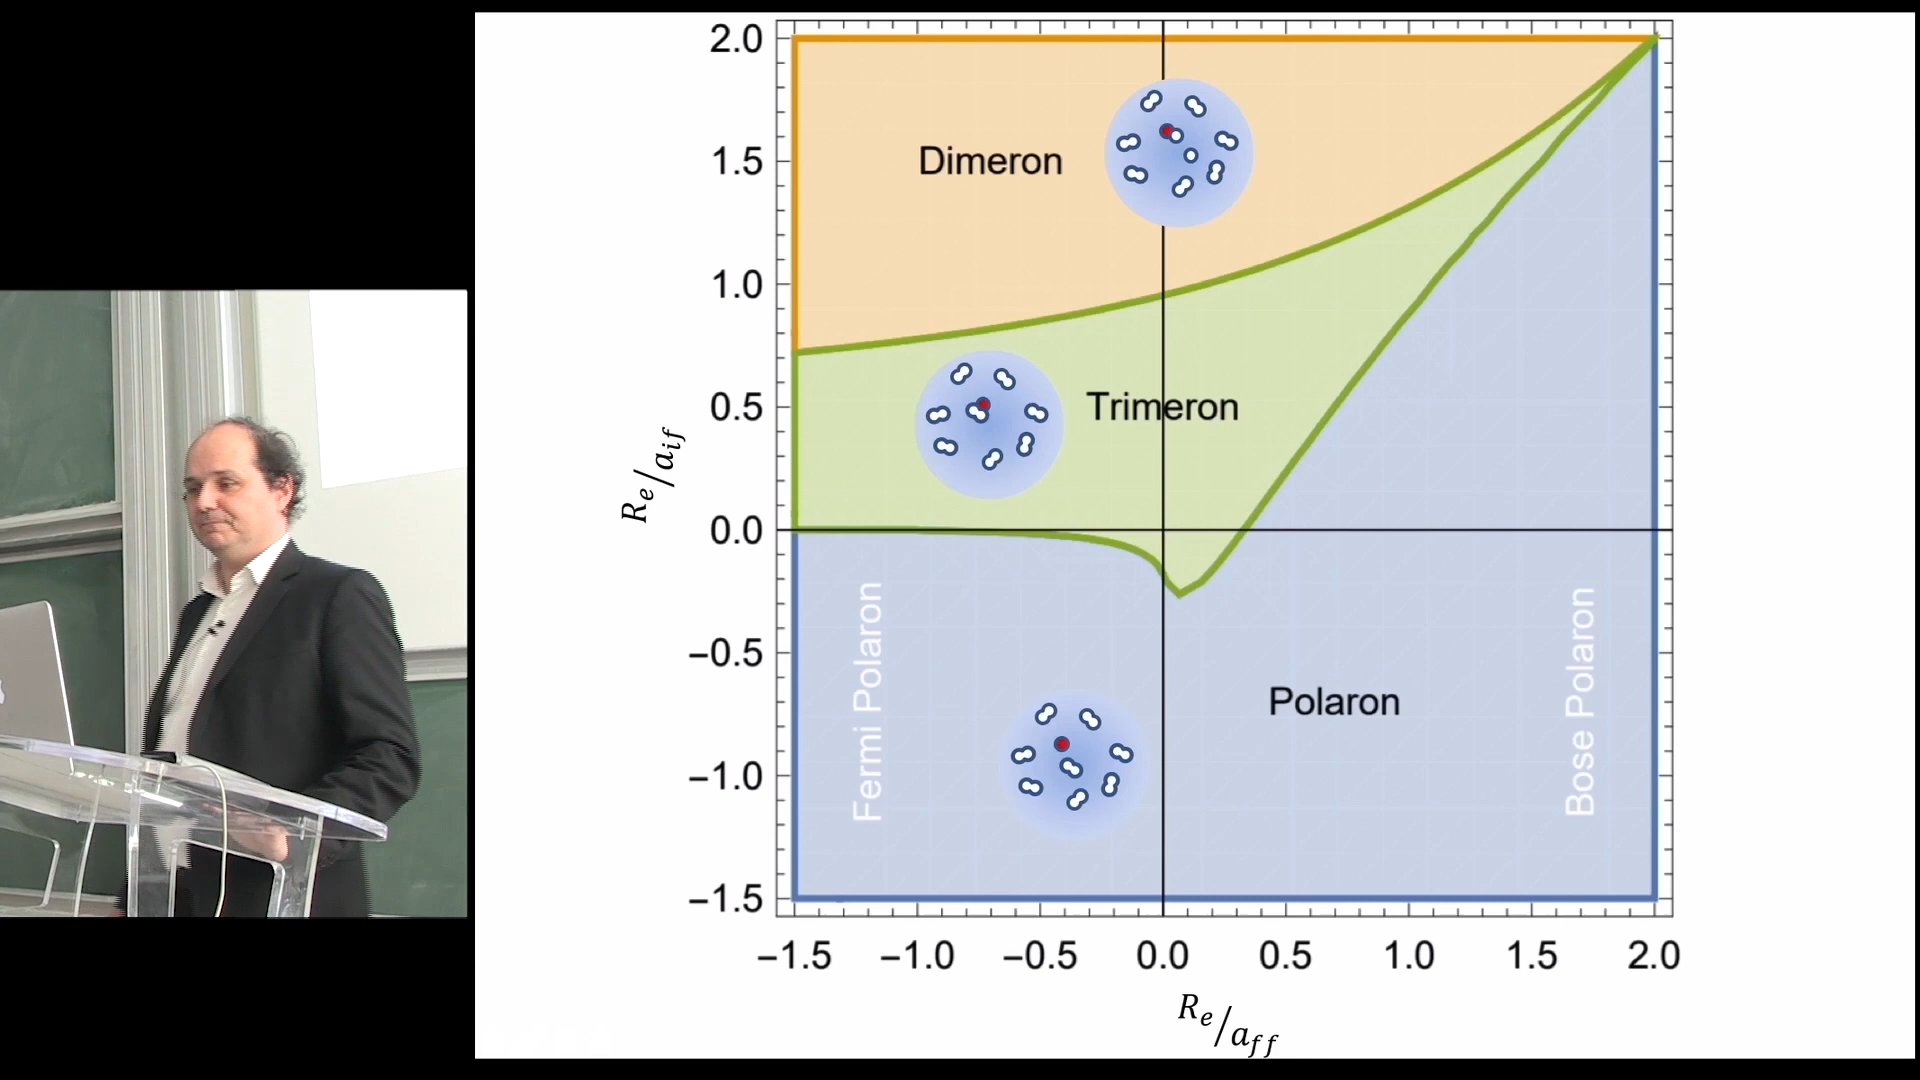 2.0
1.5
1.0
0.5
0.0
−0.5
−1.0
−1.5
R_e/a_if
Dimeron
Trimeron
Polaron
Fermi Polaron
Bose Polaron
−1.5 −1.0 −0.5 0.0 0.5 1.0 1.5 2.0
R_e/a_ff